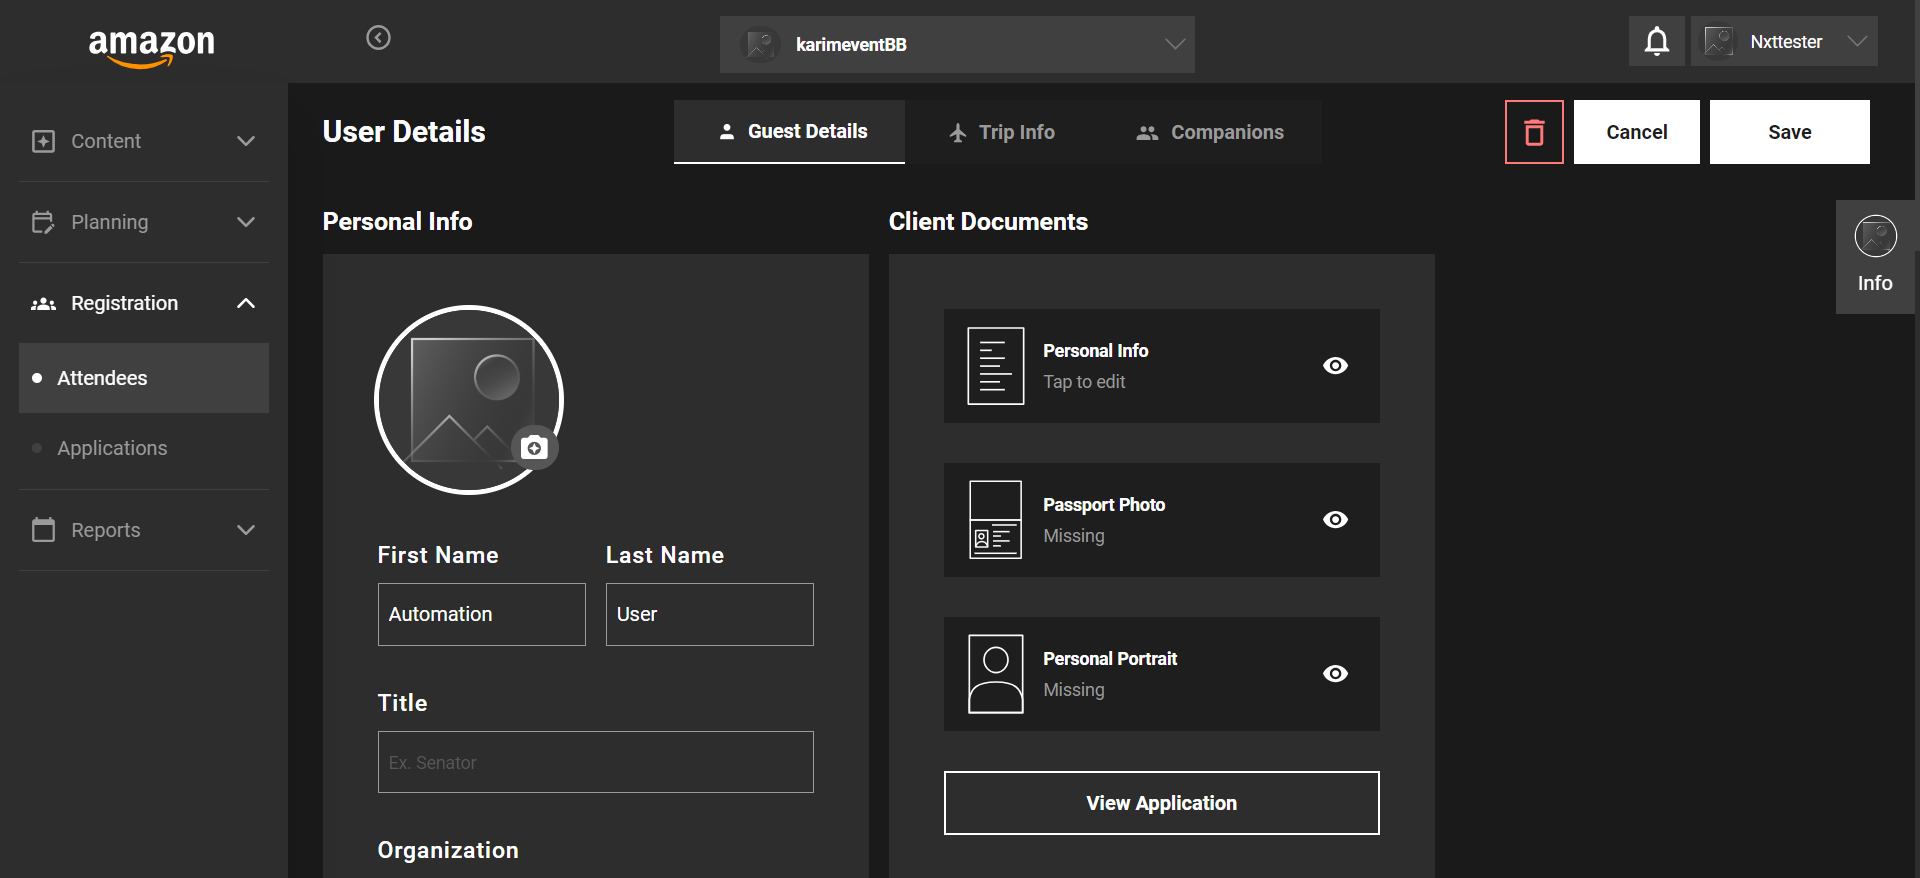 amazon
karimeventBB
Nxttester
Content
Planning
Registration
Attendees
Applications
Reports
User Details
Guest Details
Trip Info
Companions
Cancel
Save
Info
Personal Info
First Name
Last Name
Automation
User
Title
Ex. Senator
Organization
Client Documents
Personal Info
Tap to edit
Passport Photo
Missing
Personal Portrait
Missing
View Application